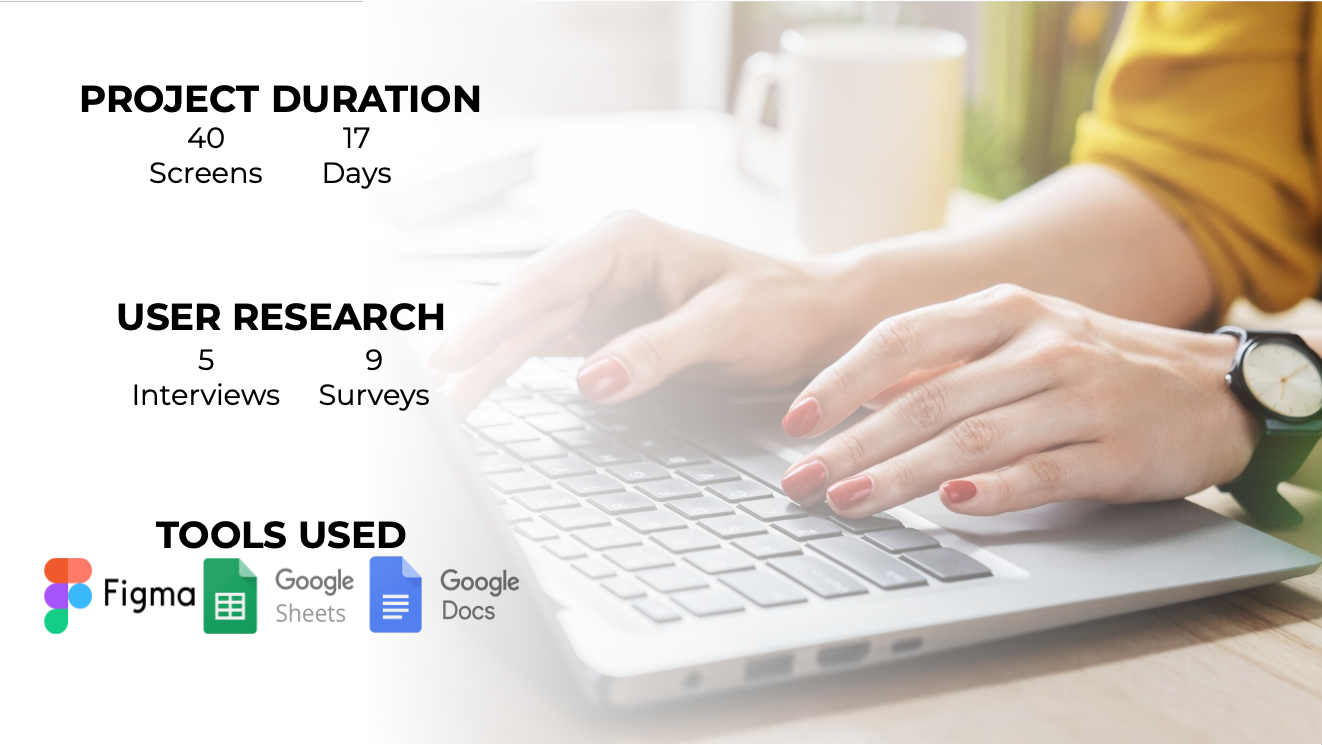 PROJECT DURATION
40 17
Screens Days
USER RESEARCH
5 9
Interviews Surveys
TOOLS USED
Figma Google Sheets Google Docs